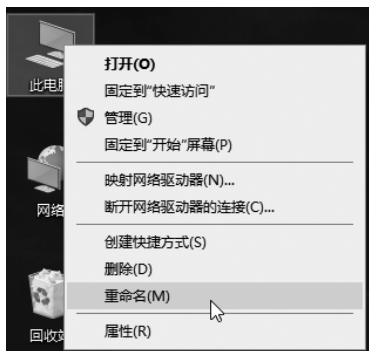 此电脑
打开(O)
固定到"快速访问"
管理(G)
固定到"开始"屏幕(P)
映射网络驱动器(N)...
断开网络驱动器的连接(C)...
网络
创建快捷方式(S)
删除(D)
重命名(M)
属性(R)
回收站